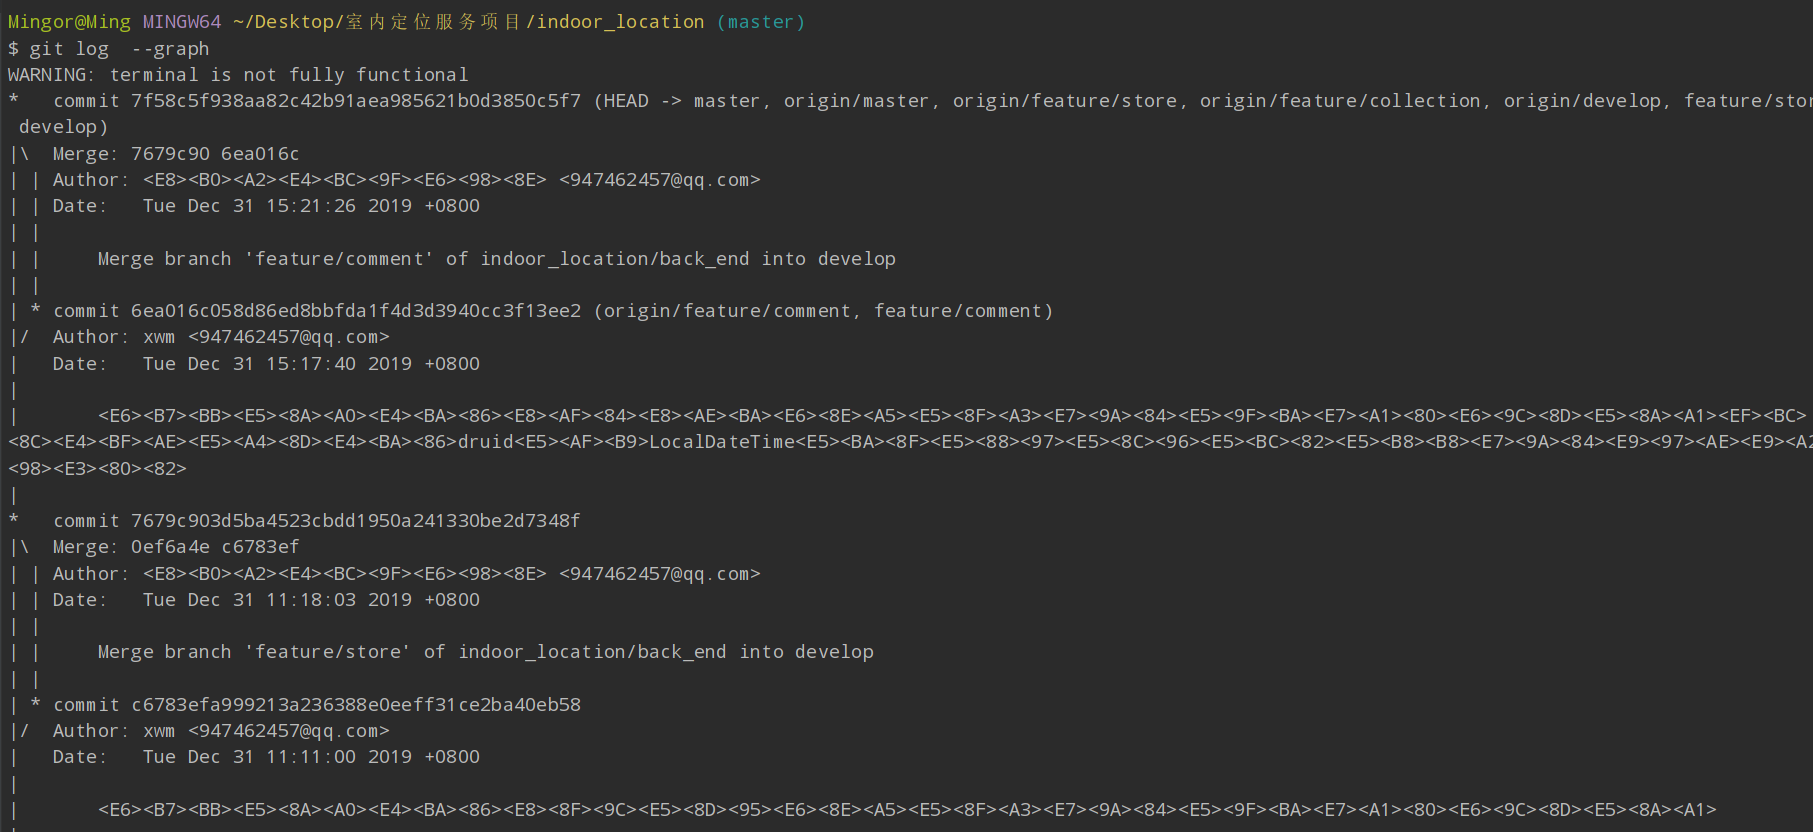 Mingor@Ming MINGW64 ~/Desktop/室内定位服务项目/indoor_location (master)
$ git log  --graph
WARNING: terminal is not fully functional
*   commit 7f58c5f938aa82c42b91aea985621b0d3850c5f7 (HEAD -> master, origin/master, origin/feature/store, origin/feature/collection, origin/develop, feature/stor
 develop)
|\  Merge: 7679c90 6ea016c
| | Author: <E8><B0><A2><E4><BC><9F><E6><98><8E> <947462457@qq.com>
| | Date:   Tue Dec 31 15:21:26 2019 +0800
| |
| |     Merge branch 'feature/comment' of indoor_location/back_end into develop
| |
| * commit 6ea016c058d86ed8bbfda1f4d3d3940cc3f13ee2 (origin/feature/comment, feature/comment)
|/  Author: xwm <947462457@qq.com>
|   Date:   Tue Dec 31 15:17:40 2019 +0800
|
|       <E6><B7><BB><E5><8A><A0><E4><BA><86><E8><AF><84><E8><AE><BA><E6><8E><A5><E5><8F><A3><E7><9A><84><E5><9F><BA><E7><A1><80><E6><9C><8D><E5><8A><A1><EF><BC>
<8C><E4><BF><AE><E5><A4><8D><E4><BA><86>druid<E5><AF><B9>LocalDateTime<E5><BA><8F><E5><88><97><E5><8C><96><E5><BC><82><E5><B8><B8><E7><9A><84><E9><97><AE><E9><A2
<98><E3><80><82>
|
*   commit 7679c903d5ba4523cbdd1950a241330be2d7348f
|\  Merge: 0ef6a4e c6783ef
| | Author: <E8><B0><A2><E4><BC><9F><E6><98><8E> <947462457@qq.com>
| | Date:   Tue Dec 31 11:18:03 2019 +0800
| |
| |     Merge branch 'feature/store' of indoor_location/back_end into develop
| |
| * commit c6783efa999213a236388e0eeff31ce2ba40eb58
|/  Author: xwm <947462457@qq.com>
|   Date:   Tue Dec 31 11:11:00 2019 +0800
|
|       <E6><B7><BB><E5><8A><A0><E4><BA><86><E8><8F><9C><E5><8D><95><E6><8E><A5><E5><8F><A3><E7><9A><84><E5><9F><BA><E7><A1><80><E6><9C><8D><E5><8A><A1>